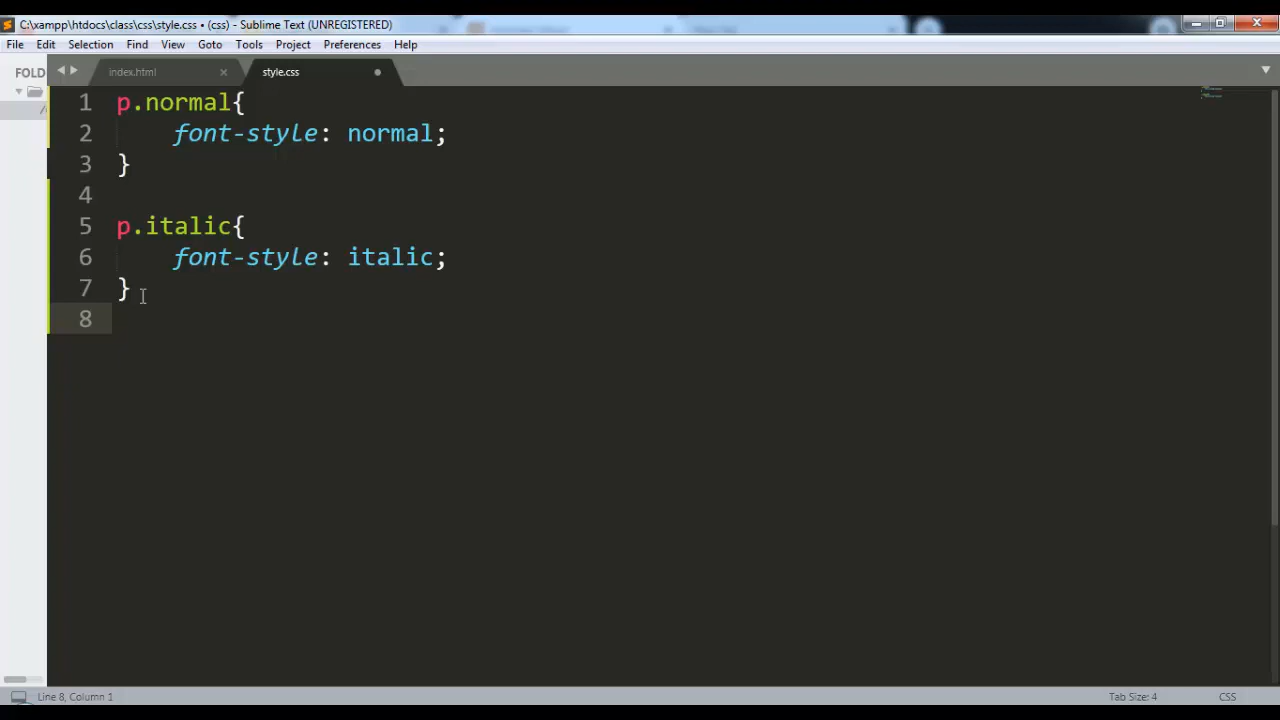 C:\xampp\htdocs\class\css\style.css • (css) - Sublime Text (UNREGISTERED)
File Edit Selection Find View Goto Tools Project Preferences Help
FOLD
index.html style.css
1 p.normal{
2 font-style: normal;
3 }
4
5 p.italic{
6 font-style: italic;
7 }
8
Line 8, Column 1 Tab Size: 4 CSS